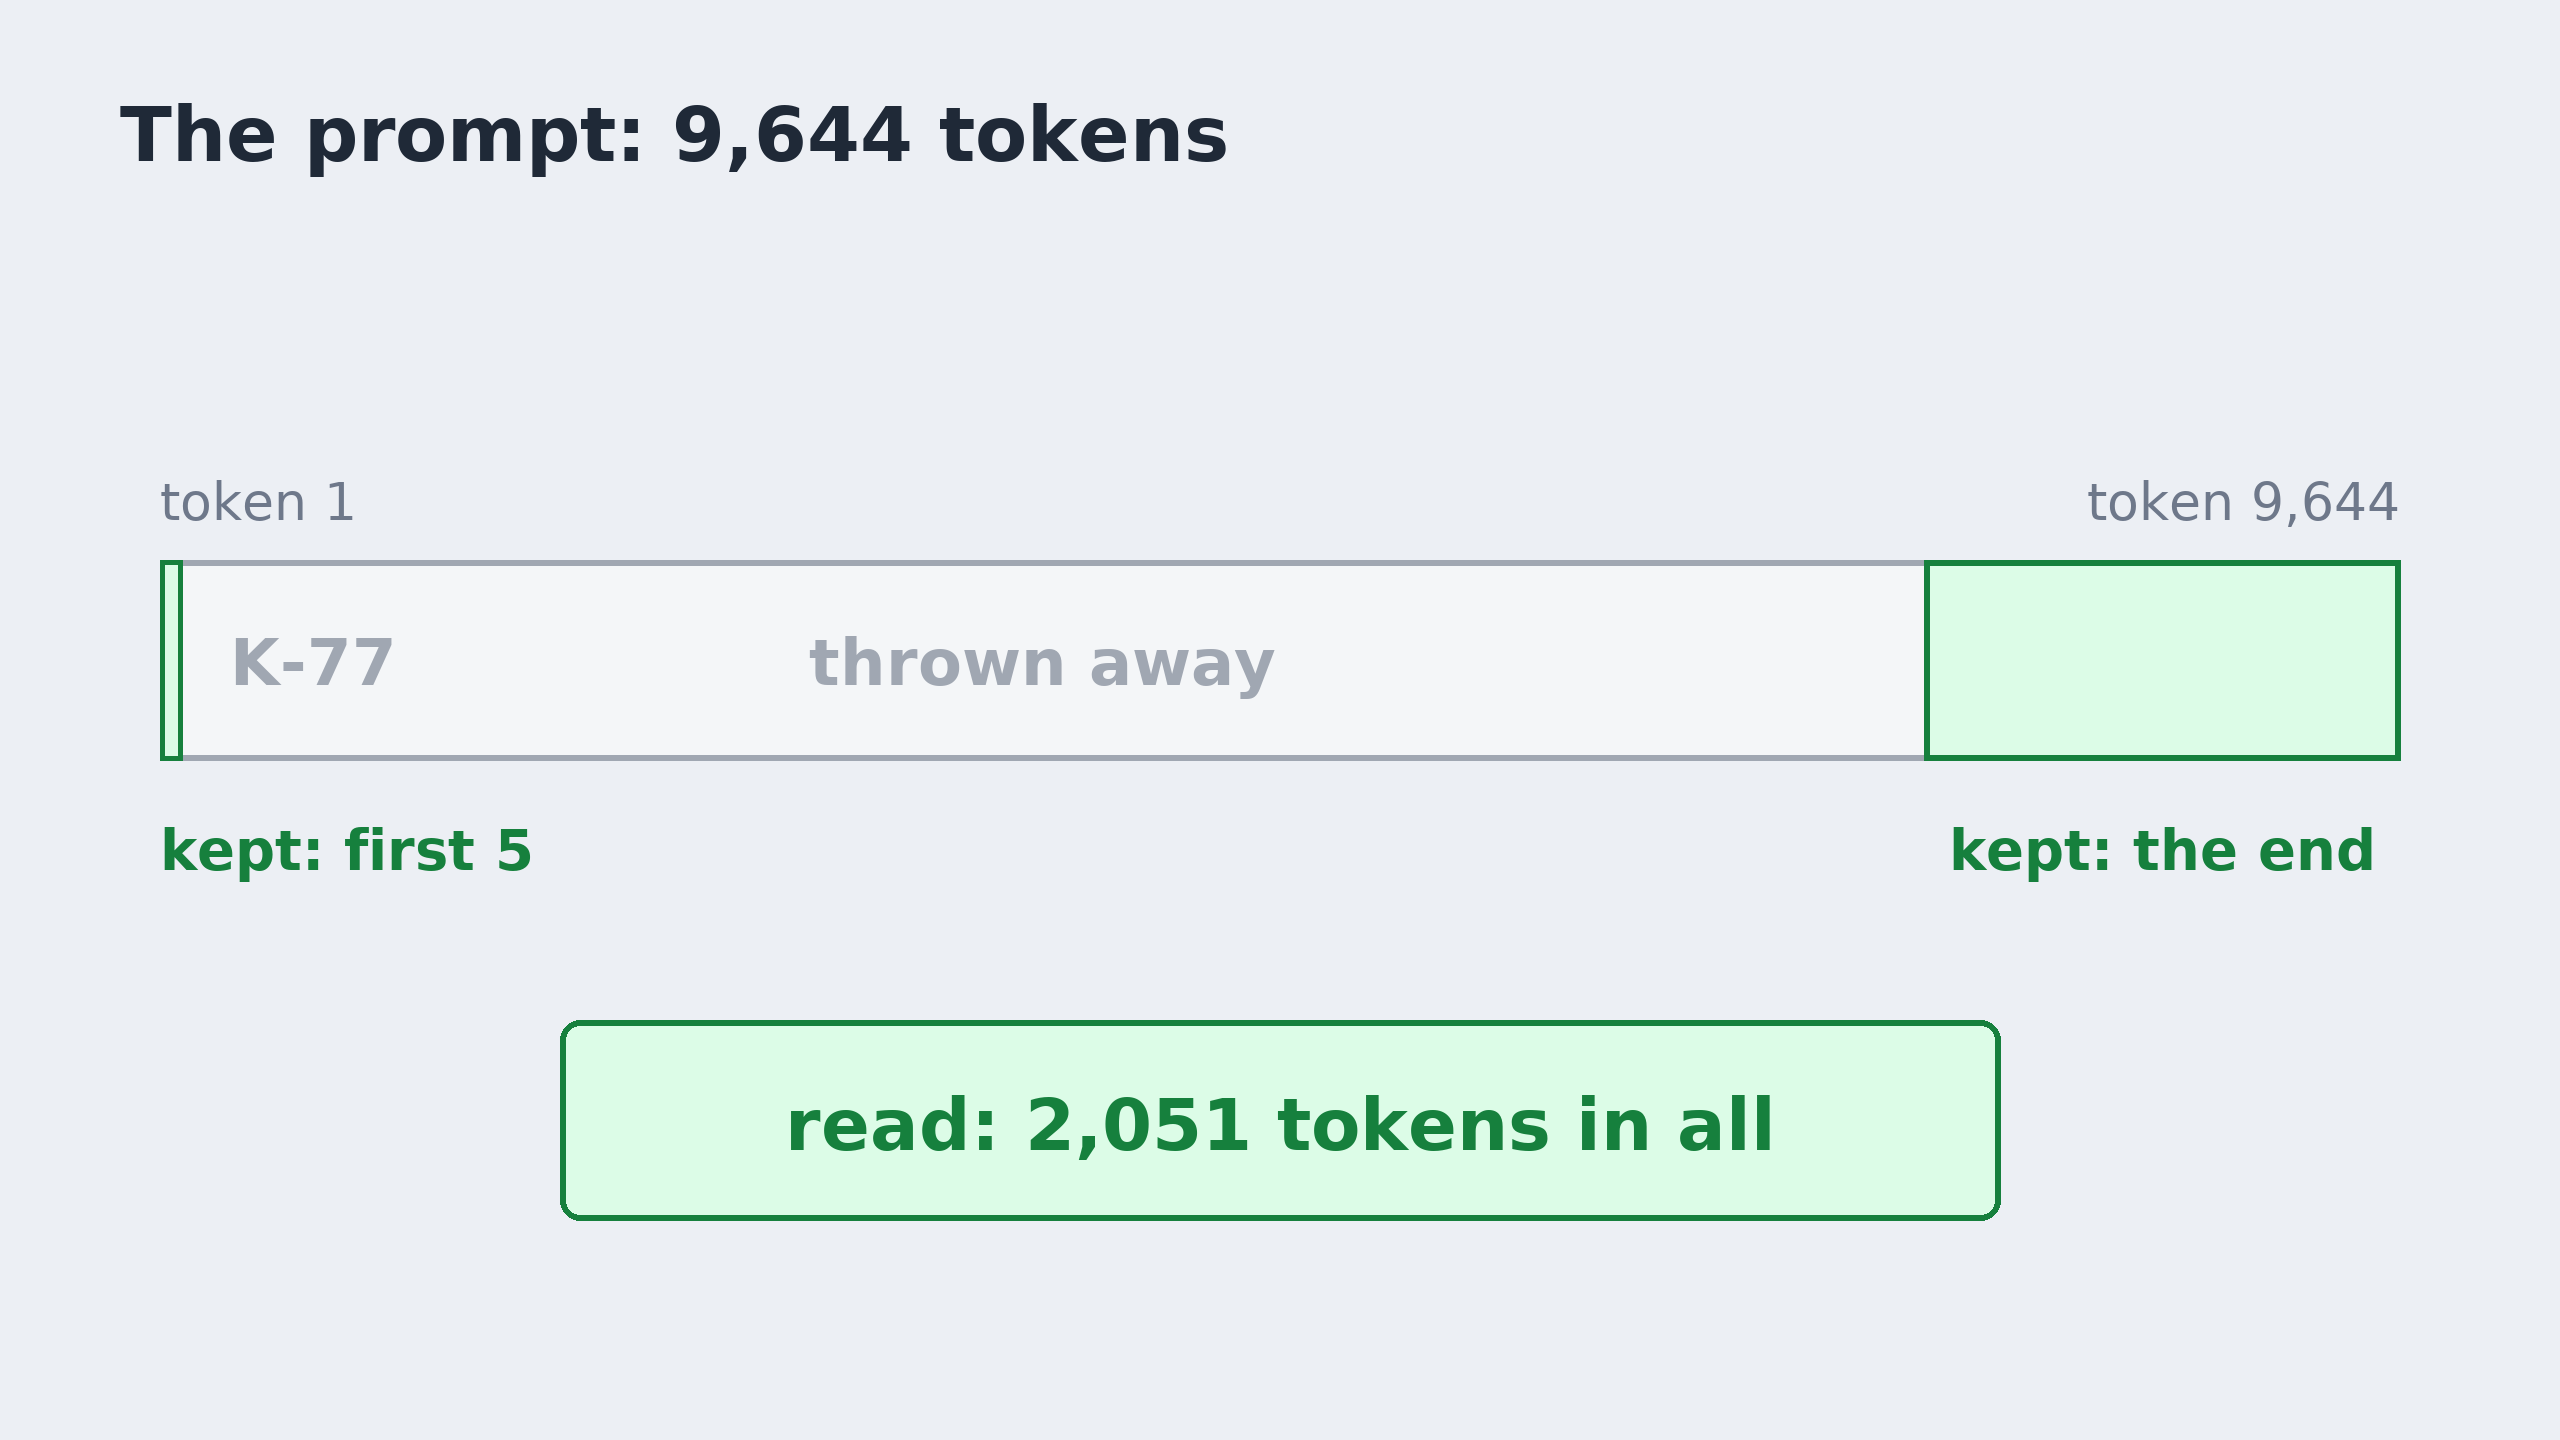 The prompt: 9,644 tokens
token 1
token 9,644
K-77
thrown away
kept: first 5
kept: the end
read: 2,051 tokens in all